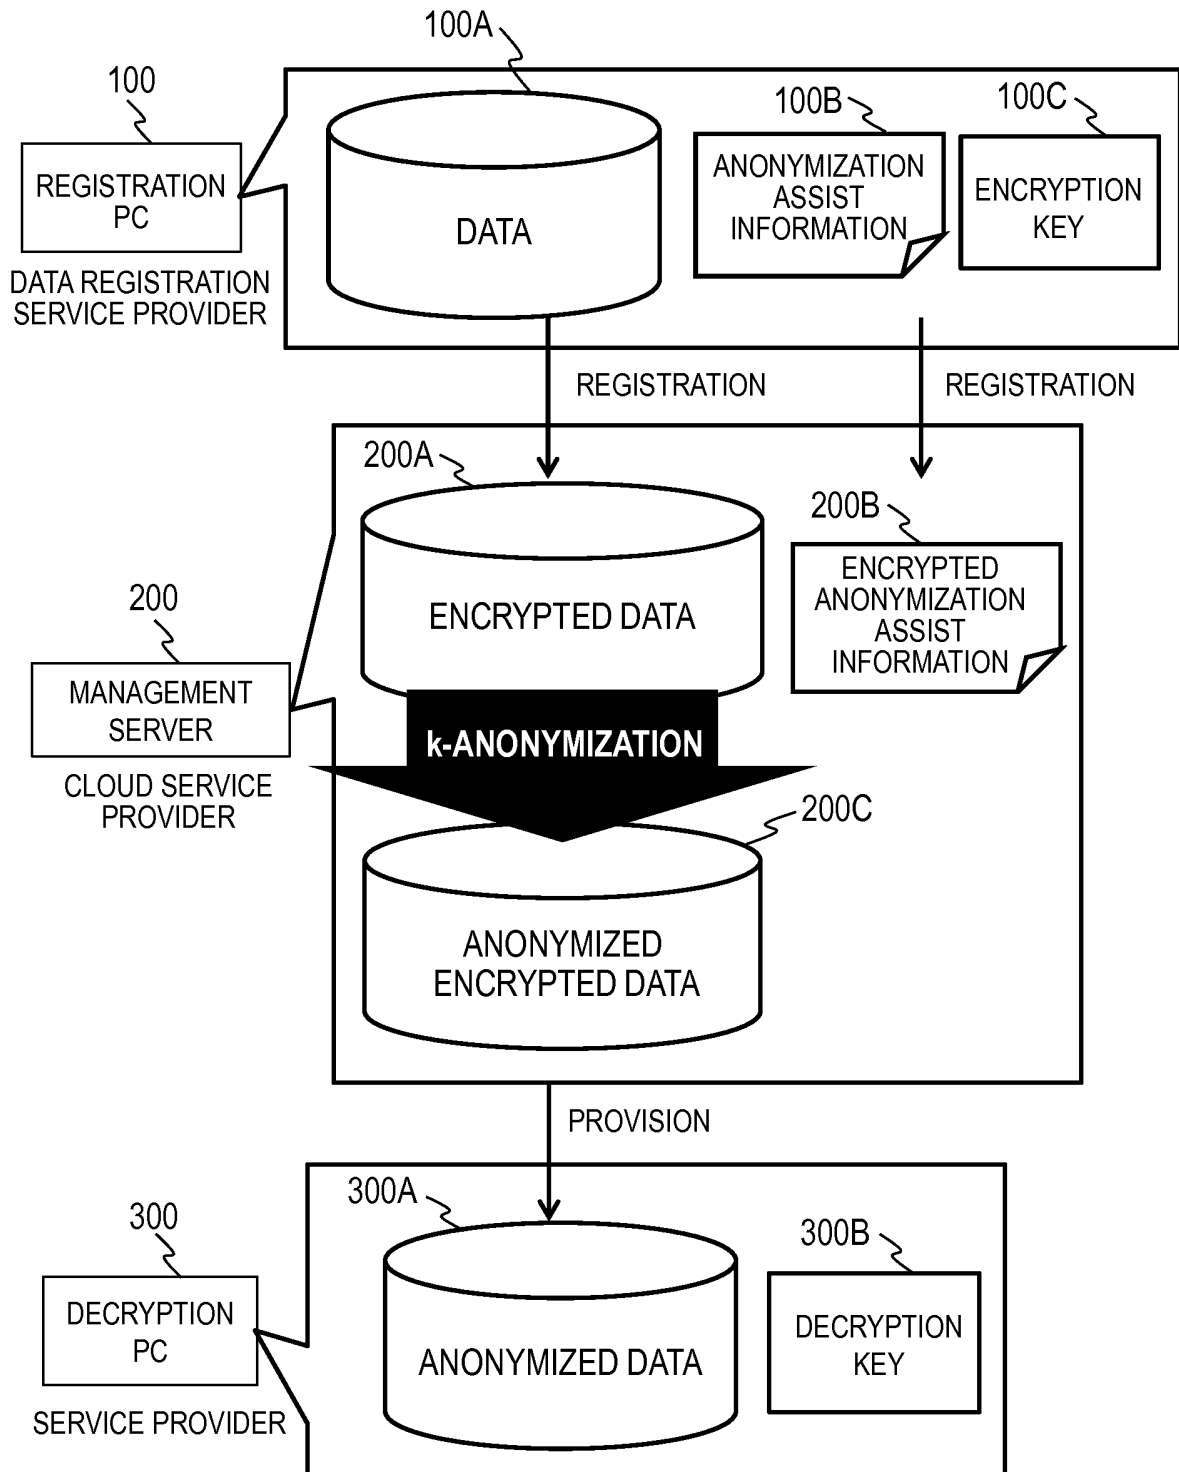 100A
100
100B
100C
REGISTRATION
PC
DATA
ANONYMIZATION
ASSIST
INFORMATION
ENCRYPTION
KEY
DATA REGISTRATION
SERVICE PROVIDER
REGISTRATION
REGISTRATION
200A
200B
ENCRYPTED DATA
ENCRYPTED
ANONYMIZATION
ASSIST
INFORMATION
200
MANAGEMENT
SERVER
CLOUD SERVICE
PROVIDER
k-ANONYMIZATION
200C
ANONYMIZED
ENCRYPTED DATA
PROVISION
300A
300B
300
DECRYPTION
PC
SERVICE PROVIDER
ANONYMIZED DATA
DECRYPTION
KEY